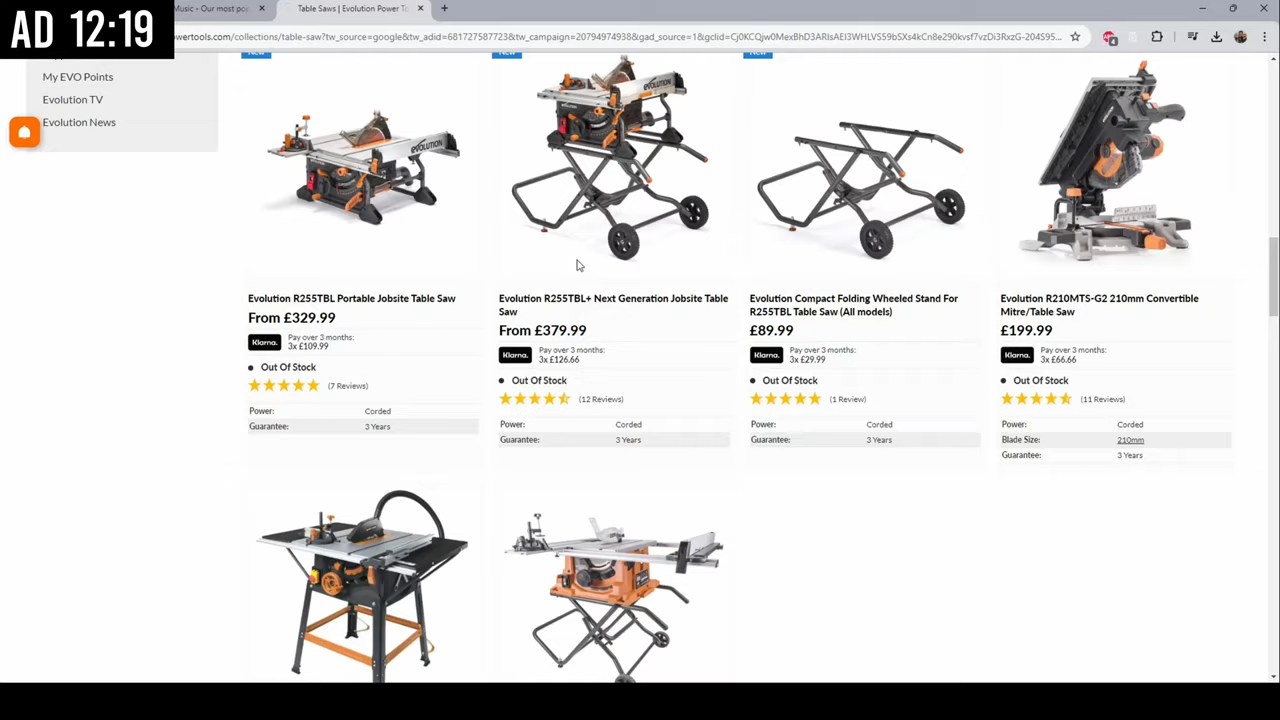 AD 12:19
Music - Our most pop
Table Saws | Evolution Power To
powertools.com/collections/table-saw?tw_source=google&tw_adid=681727587723&tw_campaign=20794974938&gad_source=1&gclid=Cj0KCQjw0MexBhD3ARIsAEI3WHLVS59bSXs4kCn8e290kvsf7vzDi3RxzG-204S95...
My EVO Points
Evolution TV
Evolution News
New New New
EVOLUTION
Evolution R255TBL Portable Jobsite Table Saw
From £329.99
Klarna. Pay over 3 months:
3x £109.99
Out Of Stock
(7 Reviews)
Power: Corded
Guarantee: 3 Years
Evolution R255TBL+ Next Generation Jobsite Table
Saw
From £379.99
Klarna. Pay over 3 months:
3x £126.66
Out Of Stock
(12 Reviews)
Power: Corded
Guarantee: 3 Years
Evolution Compact Folding Wheeled Stand For
R255TBL Table Saw (All models)
£89.99
Klarna. Pay over 3 months:
3x £29.99
Out Of Stock
(1 Review)
Power: Corded
Guarantee: 3 Years
Evolution R210MTS-G2 210mm Convertible
Mitre/Table Saw
£199.99
Klarna. Pay over 3 months:
3x £66.66
Out Of Stock
(11 Reviews)
Power: Corded
Blade Size: 210mm
Guarantee: 3 Years